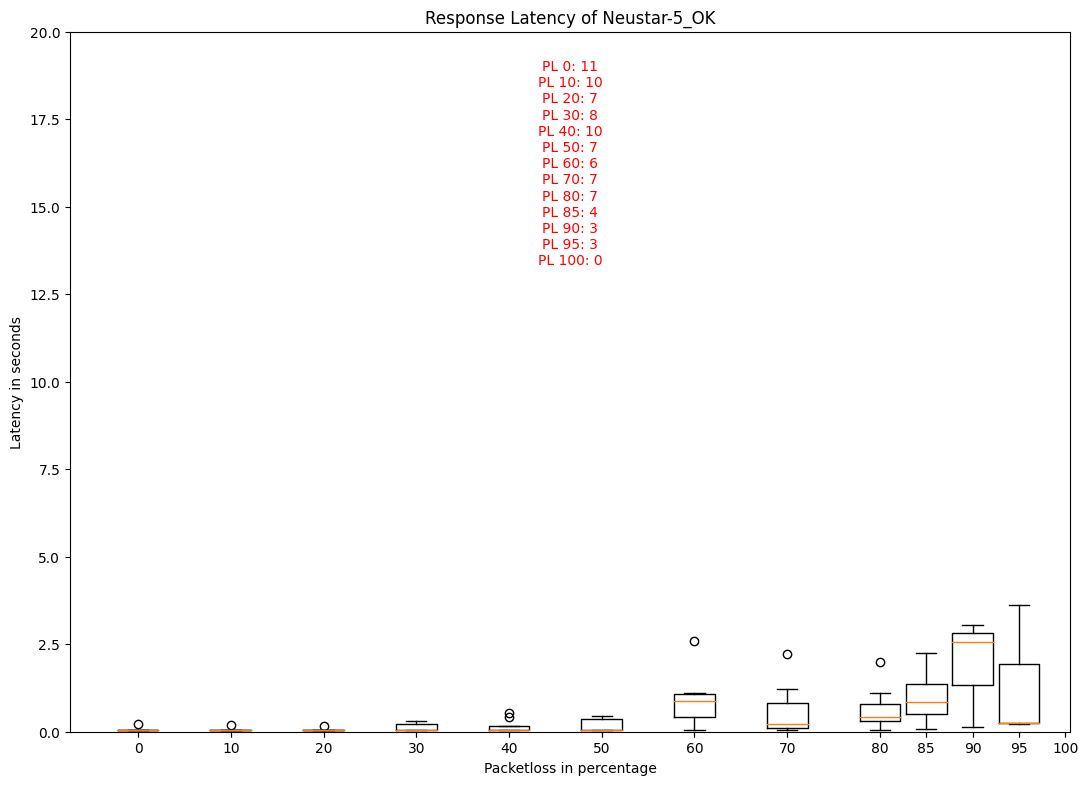 Response Latency of Neustar-5_OK
20.0
17.5
15.0
12.5
10.0
7.5
5.0
2.5
0.0
Latency in seconds
PL 0: 11
PL 10: 10
PL 20: 7
PL 30: 8
PL 40: 10
PL 50: 7
PL 60: 6
PL 70: 7
PL 80: 7
PL 85: 4
PL 90: 3
PL 95: 3
PL 100: 0
0 10 20 30 40 50 60 70 80 85 90 95 100
Packetloss in percentage